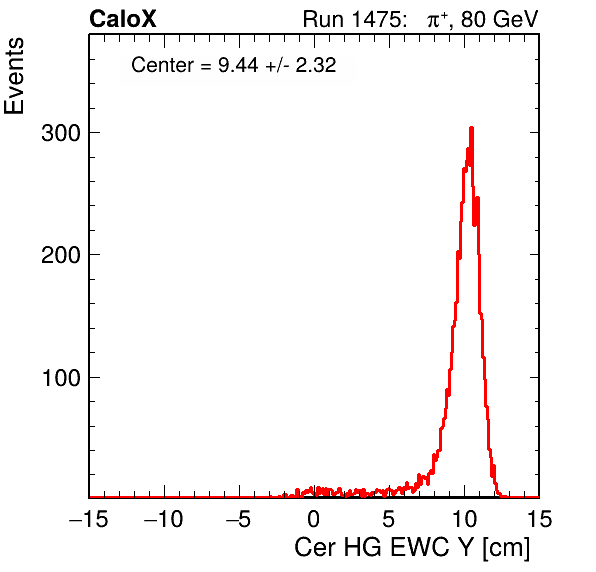 CaloX Run 1475: π⁺, 80 GeV
Center = 9.44 +/- 2.32
Events
300
200
100
−15 −10 −5 0 5 10 15
Cer HG EWC Y [cm]